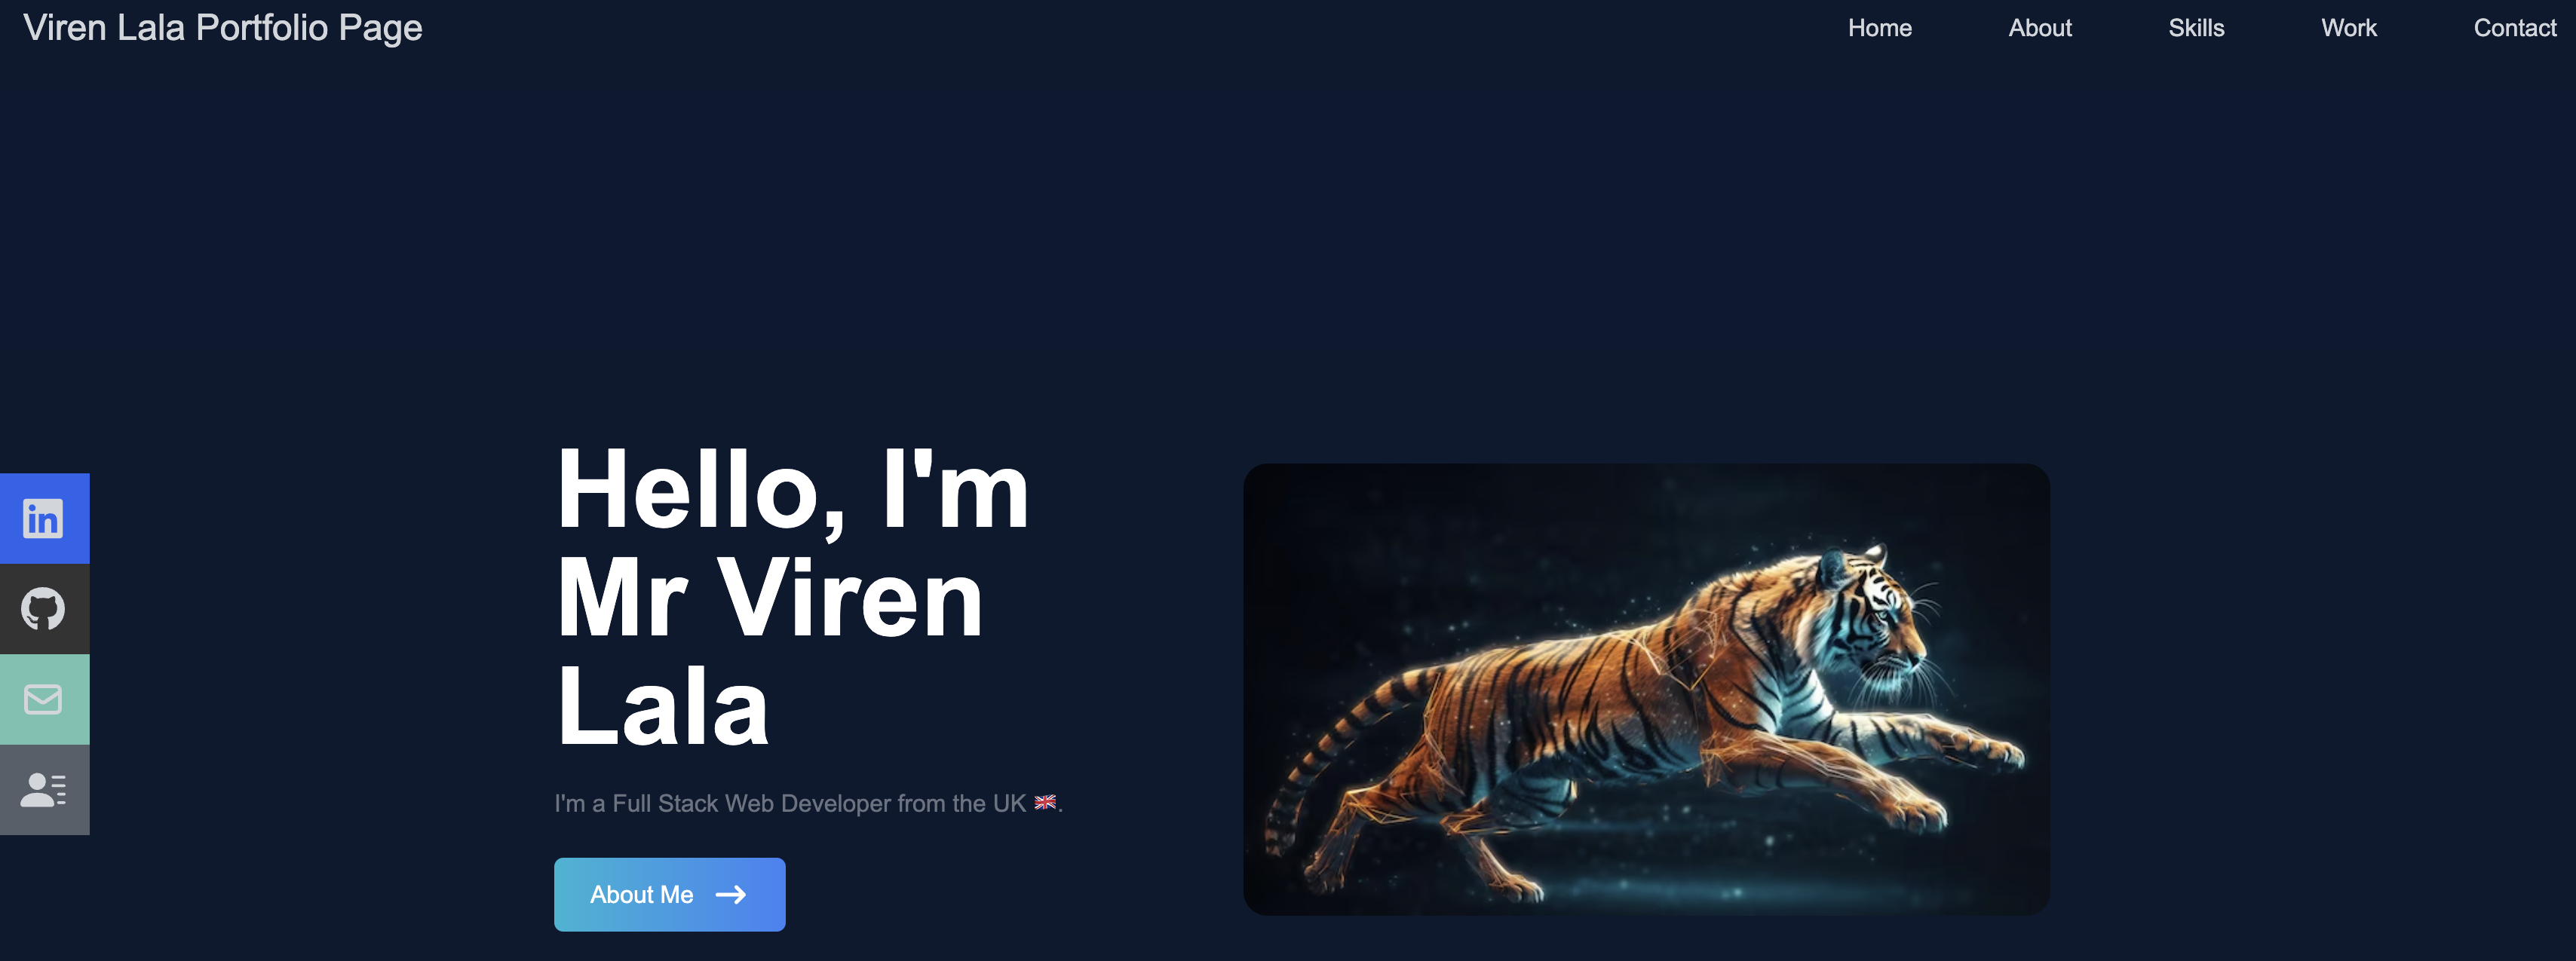 Viren Lala Portfolio Page
Home
About
Skills
Work
Contact
Hello, I'm
Mr Viren
Lala
in
I'm a Full Stack Web Developer from the UK 🇬🇧.
About Me